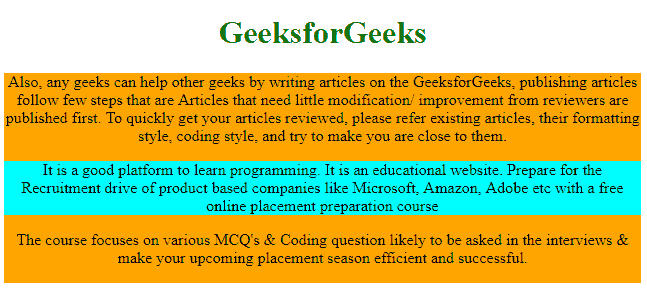 GeeksforGeeks
Also, any geeks can help other geeks by writing articles on the GeeksforGeeks, publishing articles
follow few steps that are Articles that need little modification/ improvement from reviewers are
published first. To quickly get your articles reviewed, please refer existing articles, their formatting
style, coding style, and try to make you are close to them.
It is a good platform to learn programming. It is an educational website. Prepare for the
Recruitment drive of product based companies like Microsoft, Amazon, Adobe etc with a free
online placement preparation course
The course focuses on various MCQ's & Coding question likely to be asked in the interviews &
make your upcoming placement season efficient and successful.